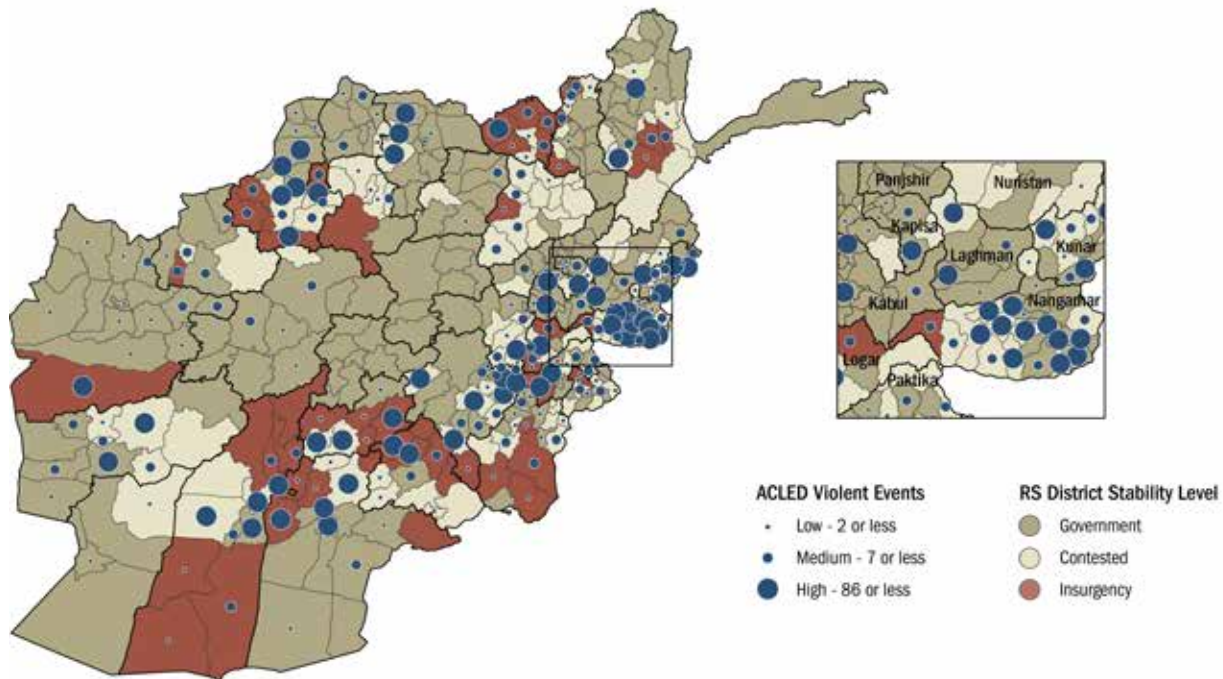 Panjshir
Nuristan
Kapisa
Kunar
Laghman
Kabul
Nangarhar
Logar
Paktika
ACLED Violent Events
Low - 2 or less
Medium - 7 or less
High - 86 or less
RS District Stability Level
Government
Contested
Insurgency